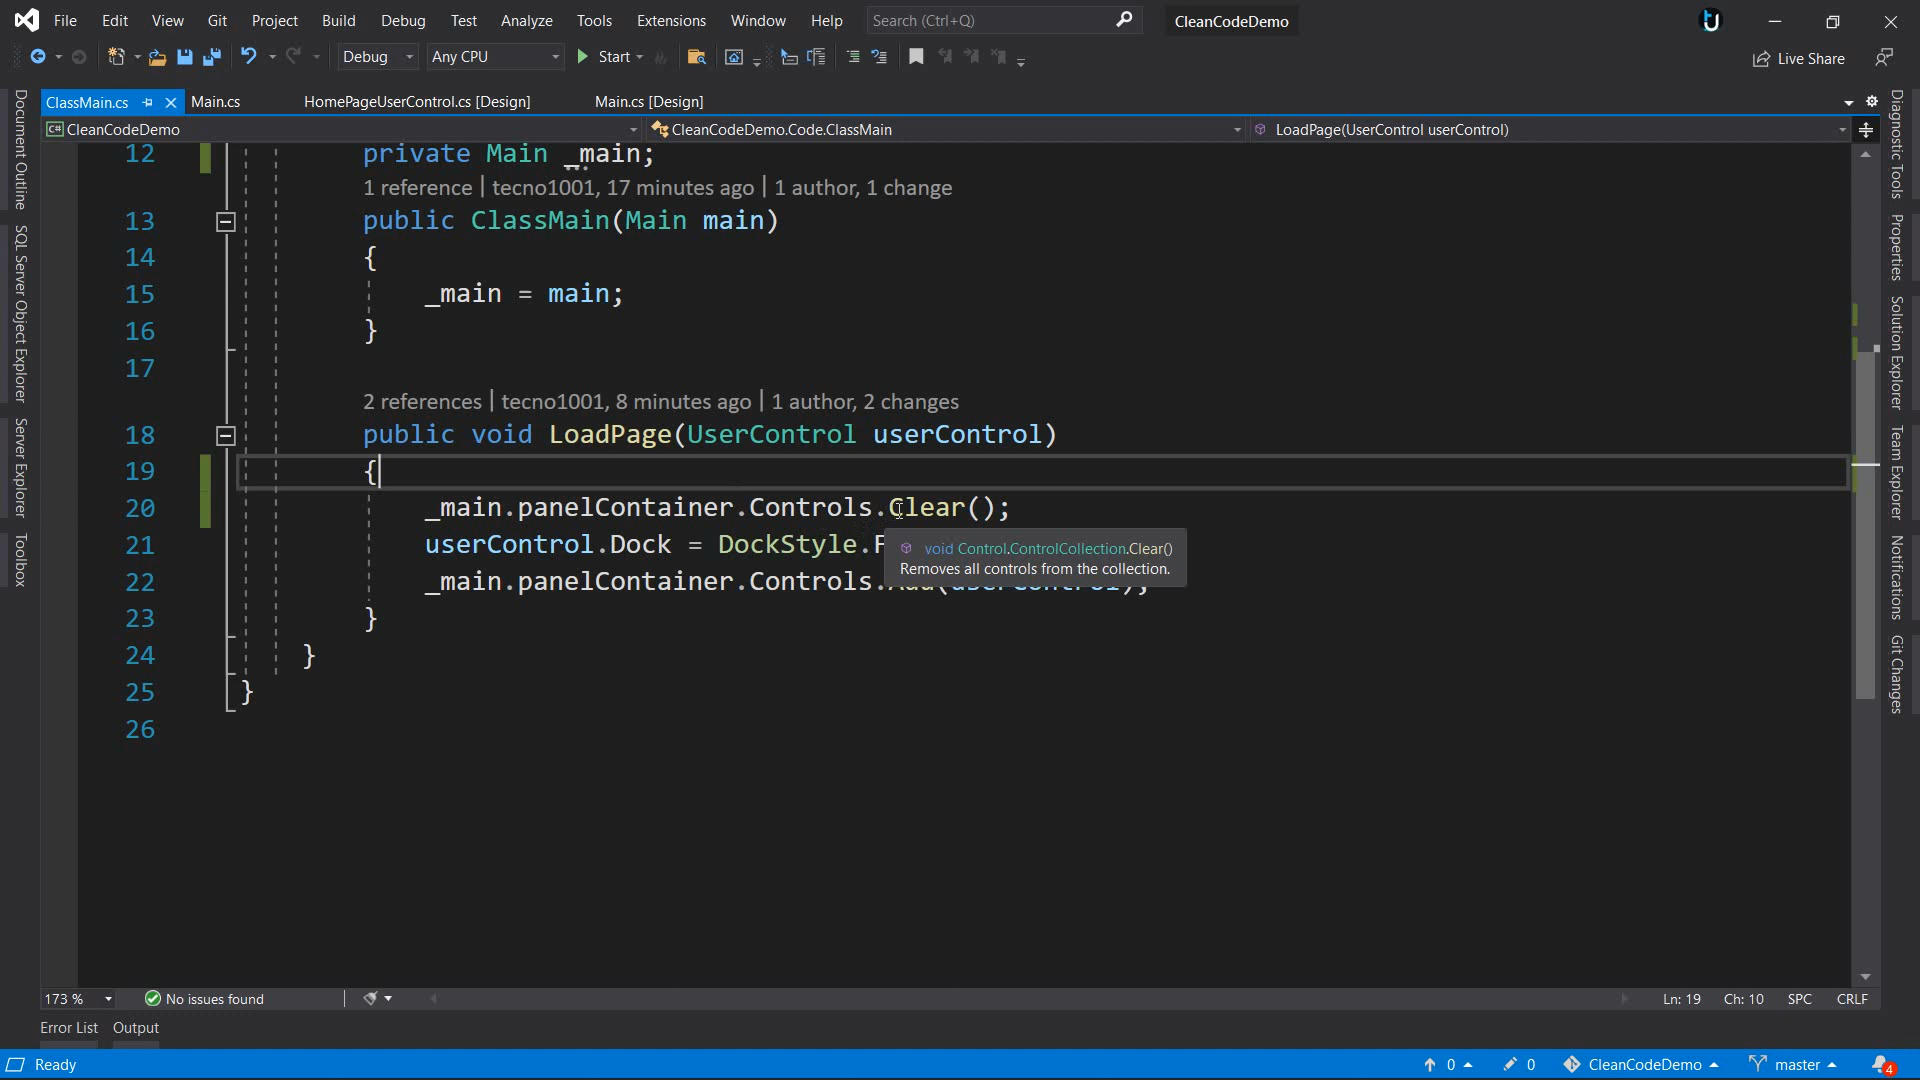 File Edit View Git Project Build Debug Test Analyze Tools Extensions Window Help Search (Ctrl+Q) CleanCodeDemo
Debug Any CPU Start Live Share
ClassMain.cs Main.cs HomePageUserControl.cs [Design] Main.cs [Design]
C# CleanCodeDemo CleanCodeDemo.Code.ClassMain LoadPage(UserControl userControl)
12 private Main _main;
1 reference | tecno1001, 17 minutes ago | 1 author, 1 change
13 public ClassMain(Main main)
14 {
15 _main = main;
16 }
17
2 references | tecno1001, 8 minutes ago | 1 author, 2 changes
18 public void LoadPage(UserControl userControl)
19 {
20 _main.panelContainer.Controls.Clear();
21 userControl.Dock = DockStyle.F
void Control.ControlCollection.Clear()
Removes all controls from the collection.
22 _main.panelContainer.Controls.Add(userControl);
23 }
24 }
25 }
26
Document Outline
SQL Server Object Explorer
Server Explorer
Toolbox
Diagnostic Tools
Properties
Solution Explorer
Team Explorer
Notifications
Git Changes
173 % No issues found Ln: 19 Ch: 10 SPC CRLF
Error List Output
Ready 0 0 CleanCodeDemo master 4